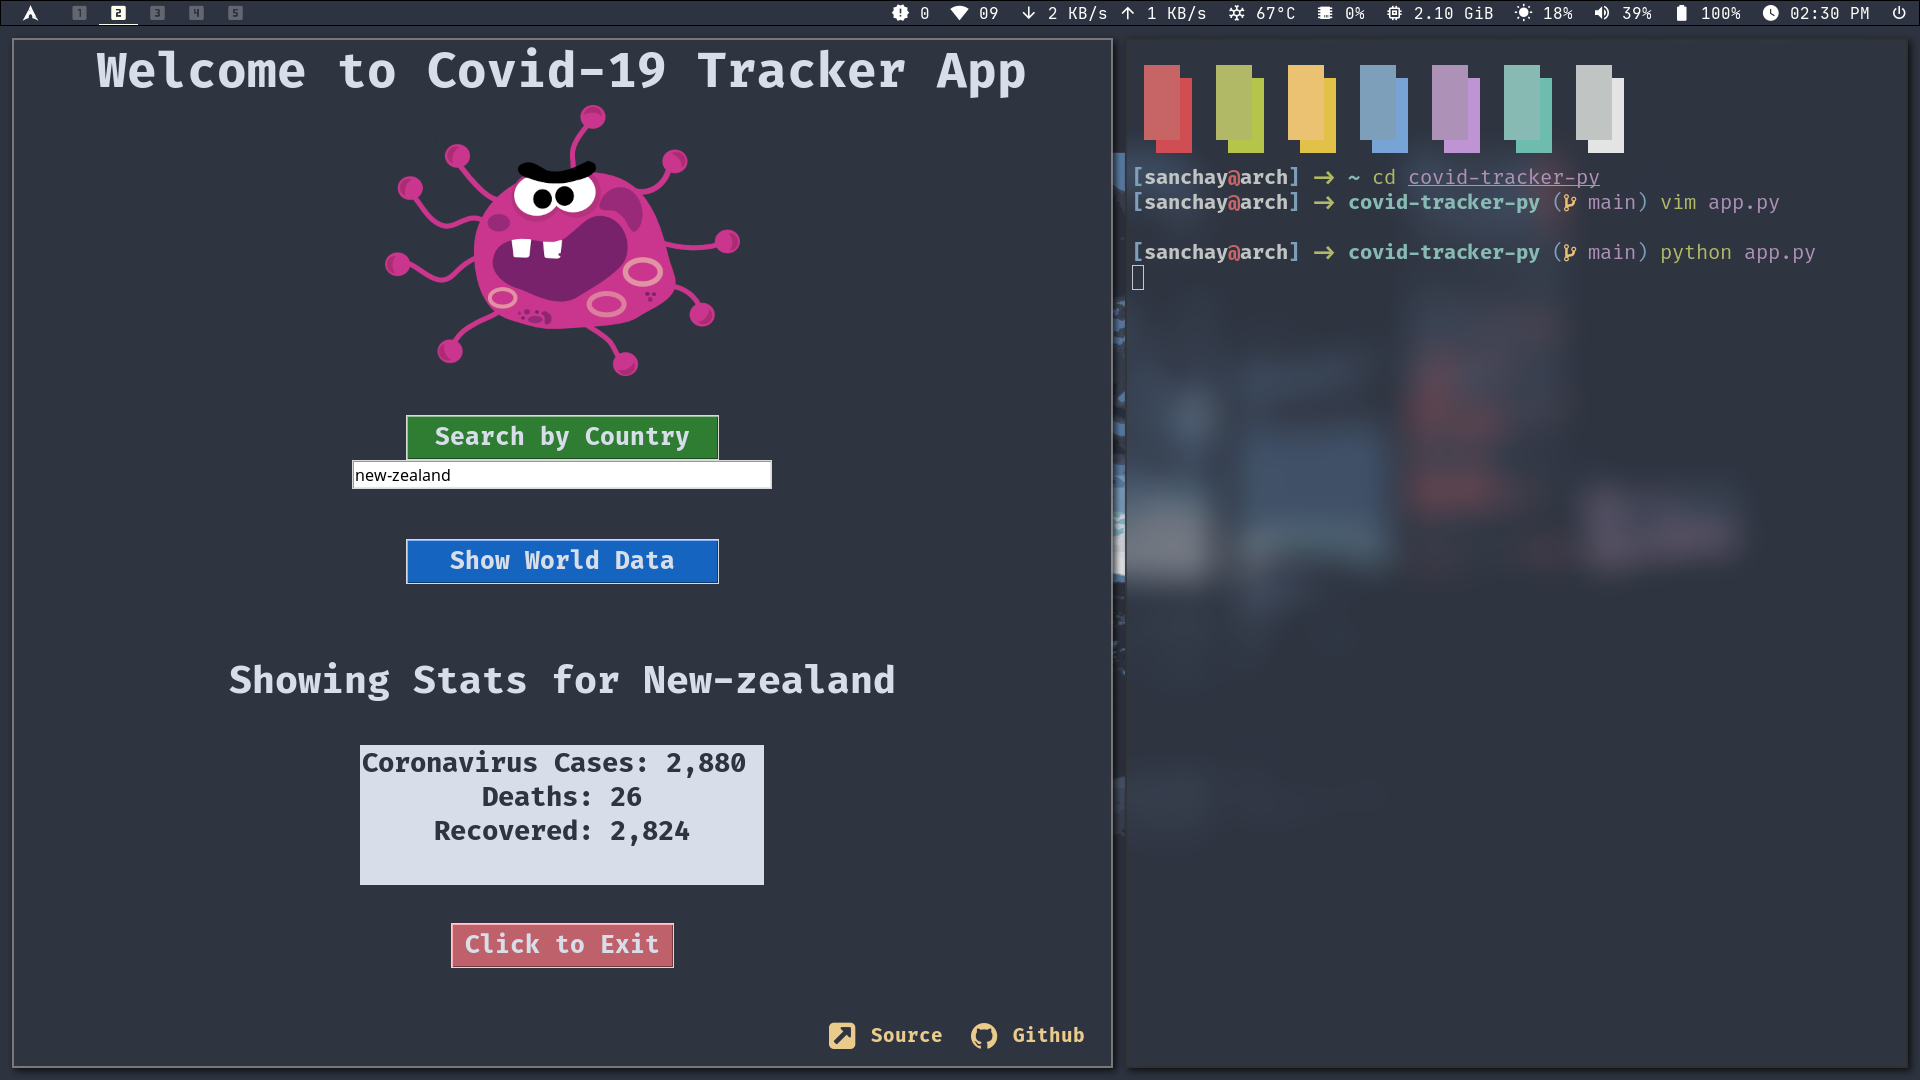 1 2 3 4 5 0 09 2 KB/s 1 KB/s 67°C 0% 2.10 GiB 18% 39% 100% 02:30 PM
Welcome to Covid-19 Tracker App
Search by Country
new-zealand
Show World Data
Showing Stats for New-zealand
Coronavirus Cases: 2,880
Deaths: 26
Recovered: 2,824
Click to Exit
Source Github
[sanchay@arch] → ~ cd covid-tracker-py
[sanchay@arch] → covid-tracker-py ( main) vim app.py
[sanchay@arch] → covid-tracker-py ( main) python app.py